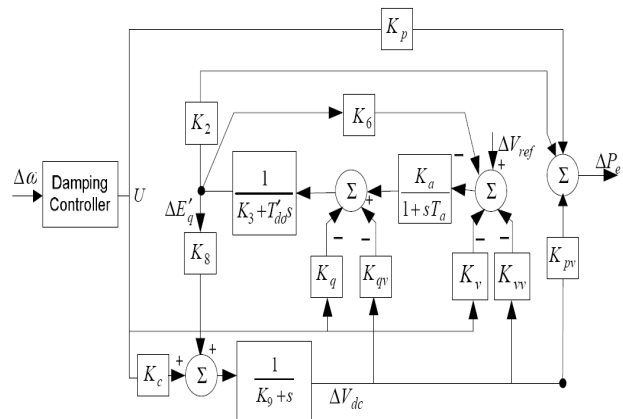 K_p
K_2
K_6
ΔV_ref
Δω
Damping
Controller
U
1
K_3+T'_do s
Σ
K_a
1+sT_a
Σ
Σ
ΔP_e
ΔE'_q
K_8
K_q
K_qv
K_v
K_vv
K_pv
K_c
+
+
Σ
1
K_9+s
ΔV_dc